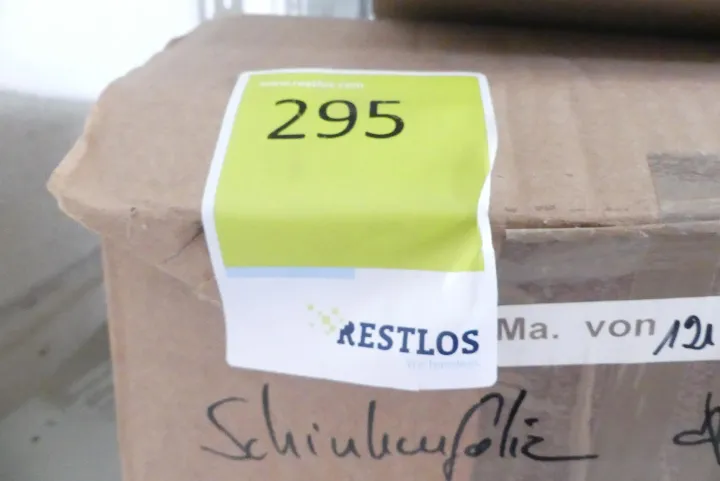 www.restlos.com
295
RESTLOS
Ma. von 121
Schinkenfolie